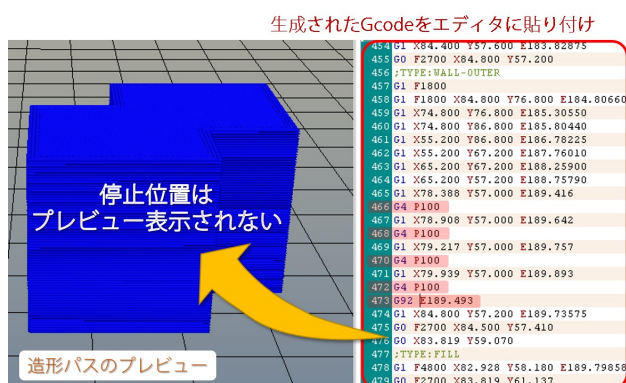 生成されたGcodeをエディタに貼り付け
停止位置は
プレビュー表示されない
造形パスのプレビュー
454 G1 X84.400 Y57.600 E183.82875
455 G0 F2700 X84.800 Y57.200
456 ;TYPE:WALL-OUTER
457 G1 F1800
458 G1 F1800 X84.800 Y76.800 E184.80660
459 G1 X74.800 Y76.800 E185.30550
460 G1 X74.800 Y86.800 E185.80440
461 G1 X55.200 Y86.800 E186.78225
462 G1 X55.200 Y67.200 E187.76010
463 G1 X65.200 Y67.200 E188.25900
464 G1 X65.200 Y57.200 E188.75790
465 G1 X78.388 Y57.000 E189.416
466 G4 P100
467 G1 X78.908 Y57.000 E189.642
468 G4 P100
469 G1 X79.217 Y57.000 E189.757
470 G4 P100
471 G1 X79.939 Y57.000 E189.893
472 G4 P100
473 G92 E189.493
474 G1 X84.800 Y57.200 E189.73575
475 G0 F2700 X84.500 Y57.410
476 G0 X83.819 Y59.070
477 ;TYPE:FILL
478 G1 F4800 X82.928 Y58.180 E189.79858
479 G0 F2700 X83.819 Y61.137